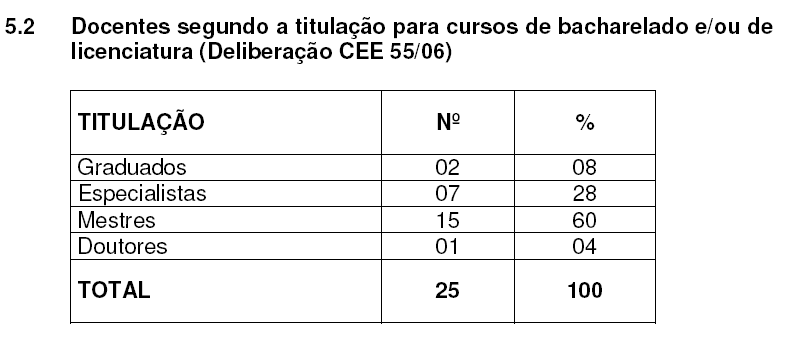 5.2 Docentes segundo a titulação para cursos de bacharelado e/ou de
licenciatura (Deliberação CEE 55/06)
TITULAÇÃO Nº %
Graduados 02 08
Especialistas 07 28
Mestres 15 60
Doutores 01 04
TOTAL 25 100